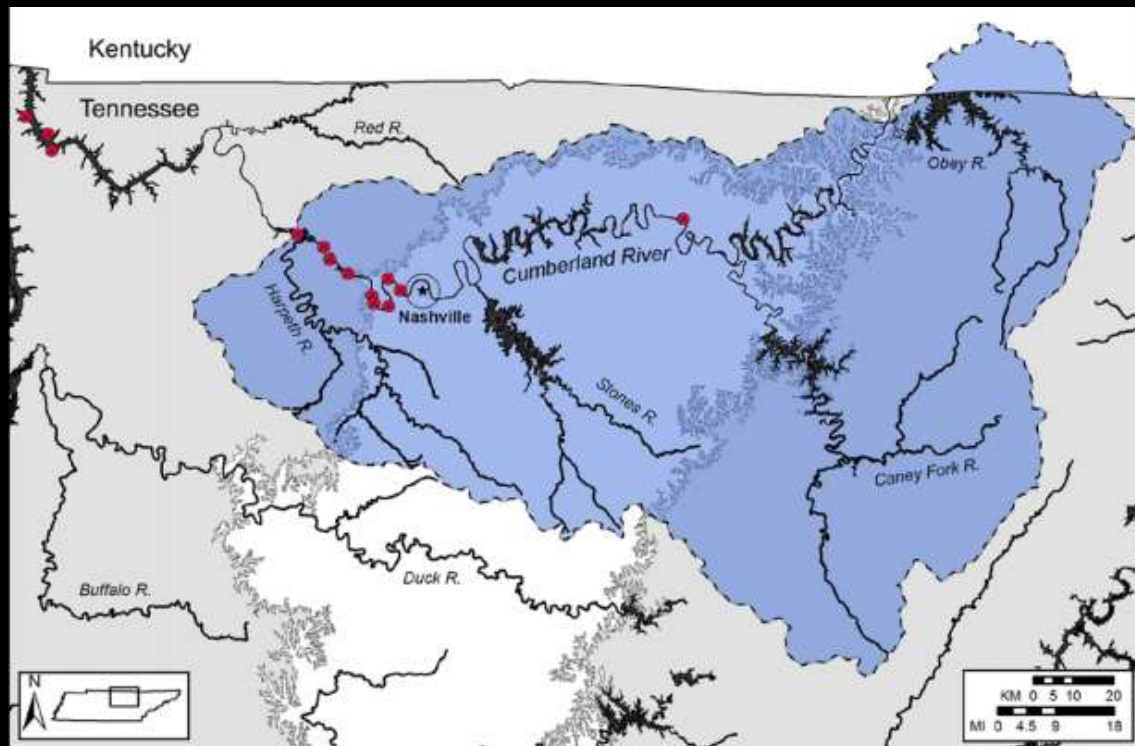 Kentucky
Tennessee
Red R.
Obey R.
Cumberland River
Harpeth R.
Nashville
Stones R.
Caney Fork R.
Duck R.
Buffalo R.
N
KM 0 5 10 20
MI 0 4.5 9 18